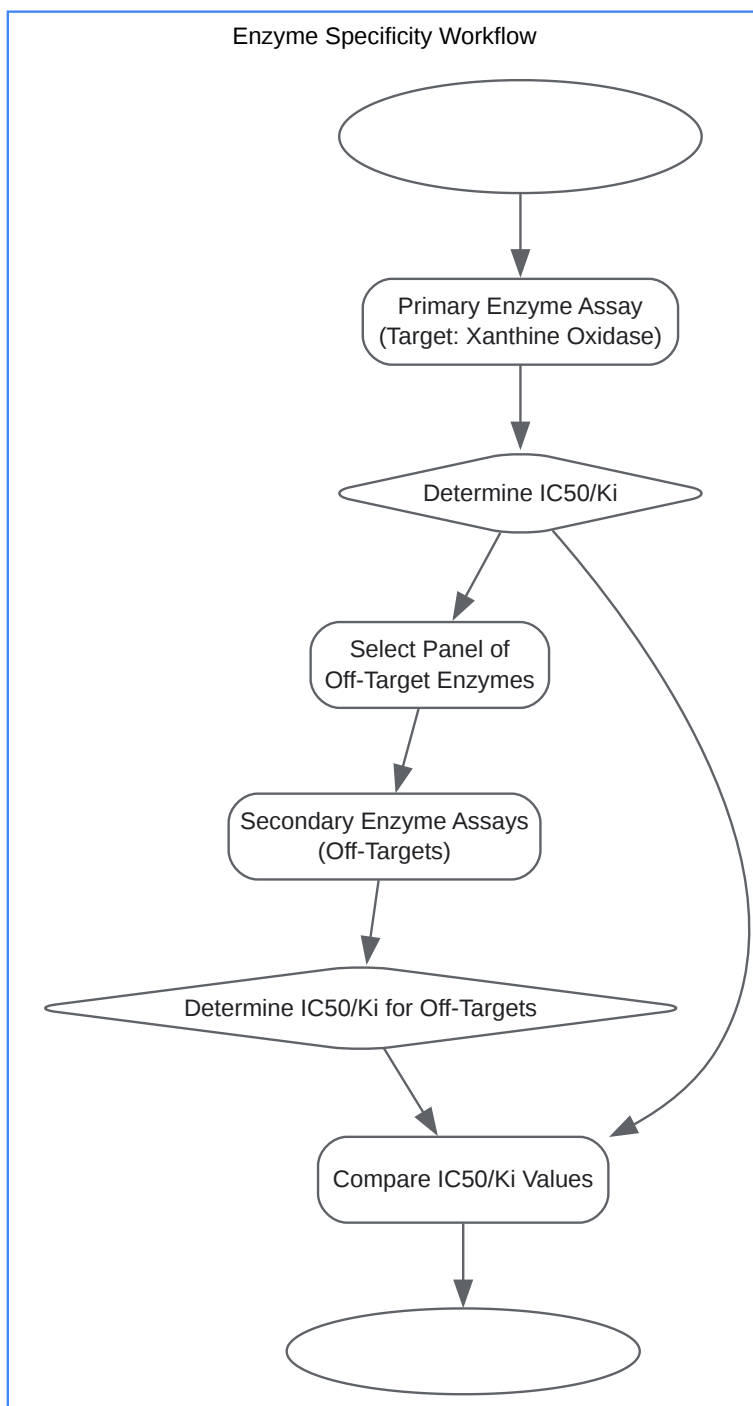 Enzyme Specificity Workflow
Primary Enzyme Assay
(Target: Xanthine Oxidase)
Determine IC50/Ki
Select Panel of
Off-Target Enzymes
Secondary Enzyme Assays
(Off-Targets)
Determine IC50/Ki for Off-Targets
Compare IC50/Ki Values